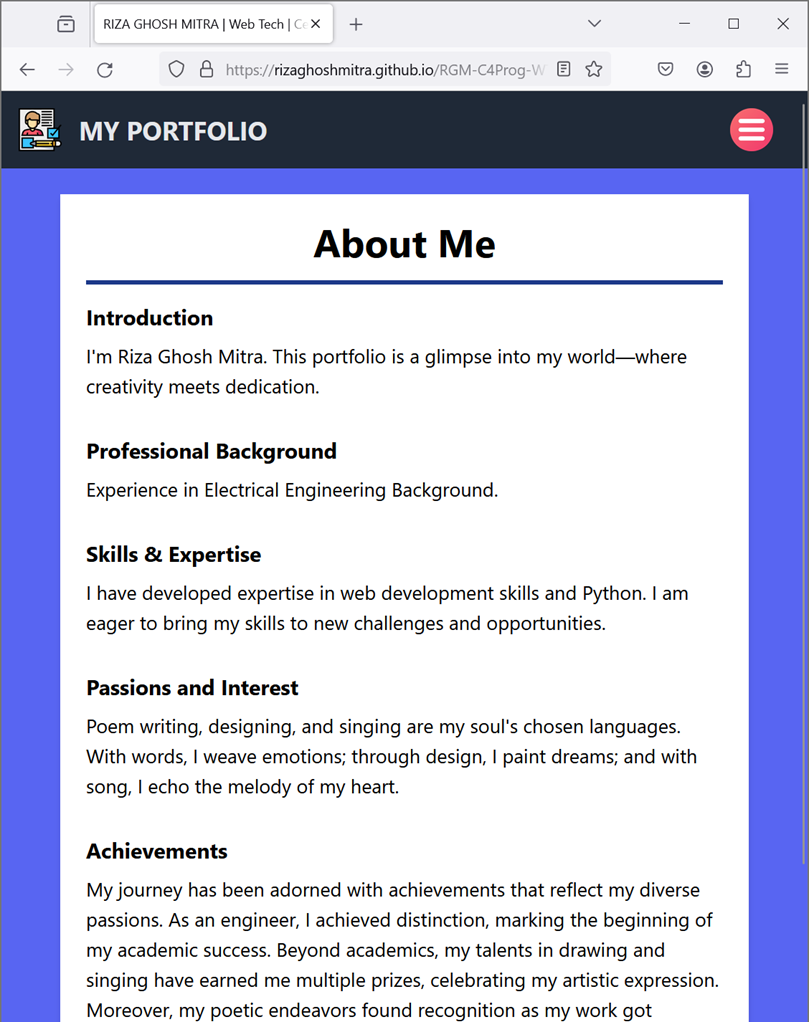 RIZA GHOSH MITRA | Web Tech | Ce
https://rizaghoshmitra.github.io/RGM-C4Prog-W
MY PORTFOLIO
About Me
Introduction
I'm Riza Ghosh Mitra. This portfolio is a glimpse into my world—where
creativity meets dedication.
Professional Background
Experience in Electrical Engineering Background.
Skills & Expertise
I have developed expertise in web development skills and Python. I am
eager to bring my skills to new challenges and opportunities.
Passions and Interest
Poem writing, designing, and singing are my soul's chosen languages.
With words, I weave emotions; through design, I paint dreams; and with
song, I echo the melody of my heart.
Achievements
My journey has been adorned with achievements that reflect my diverse
passions. As an engineer, I achieved distinction, marking the beginning of
my academic success. Beyond academics, my talents in drawing and
singing have earned me multiple prizes, celebrating my artistic expression.
Moreover, my poetic endeavors found recognition as my work got